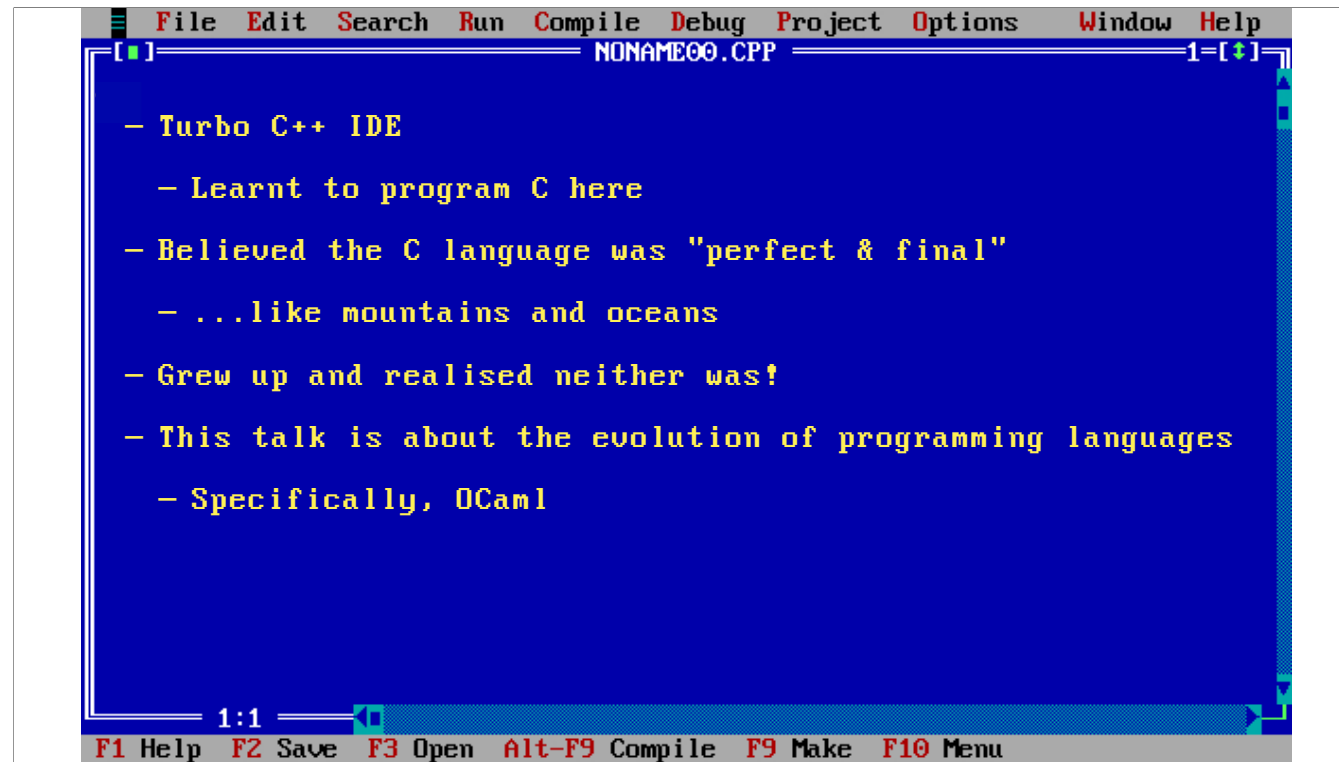 ≡ File Edit Search Run Compile Debug Project Options Window Help
[■] NONAME00.CPP 1=[↕]
– Turbo C++ IDE
– Learnt to program C here
– Believed the C language was "perfect & final"
– ...like mountains and oceans
– Grew up and realised neither was!
– This talk is about the evolution of programming languages
– Specifically, OCaml
1:1
F1 Help F2 Save F3 Open Alt-F9 Compile F9 Make F10 Menu